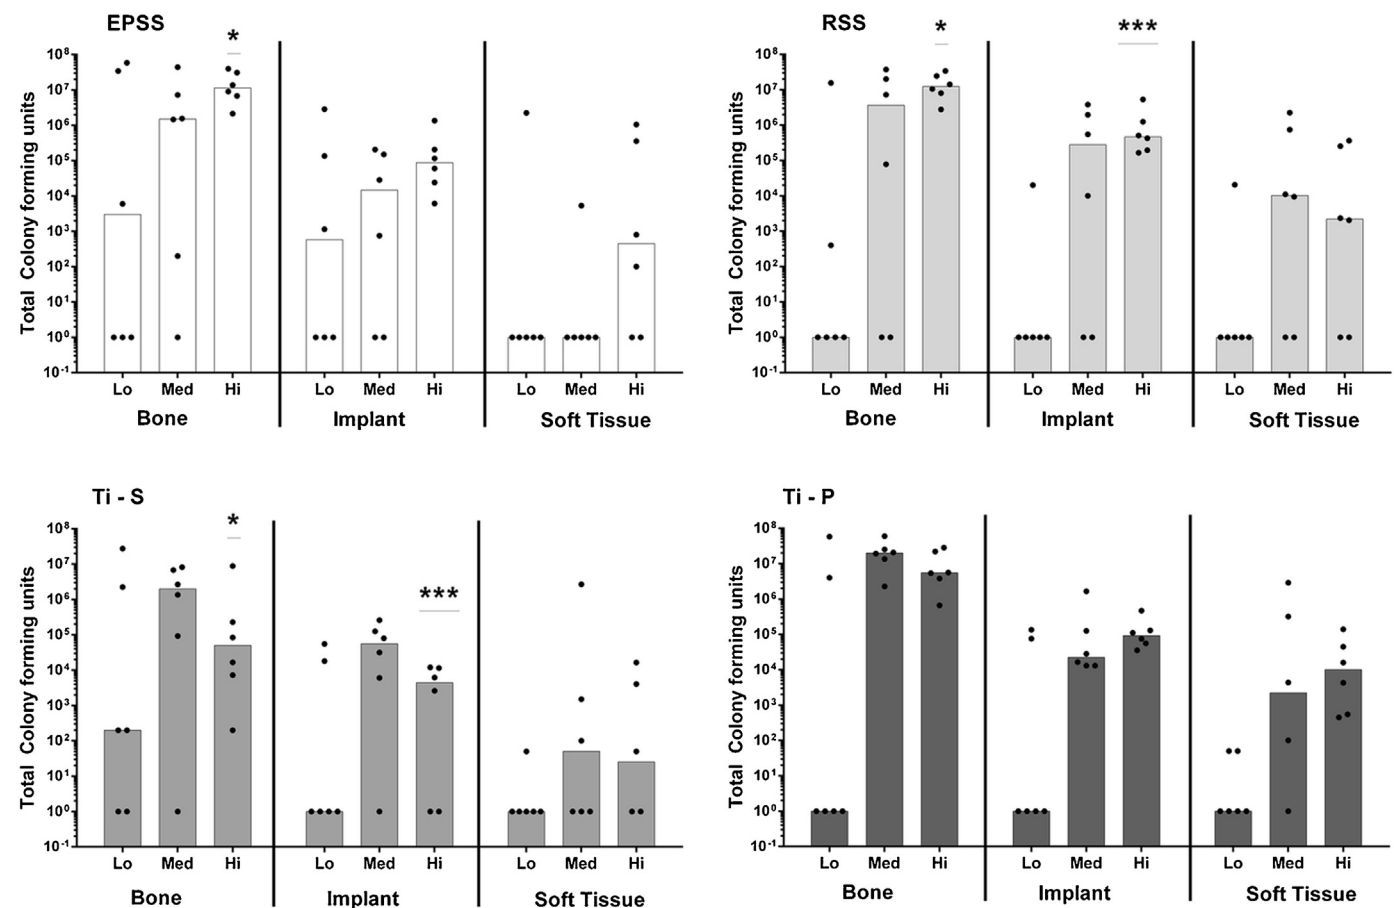 EPSS
*
Total Colony forming units
10⁸
10⁷
10⁶
10⁵
10⁴
10³
10²
10¹
10⁰
10⁻¹
Lo Med Hi Lo Med Hi Lo Med Hi
Bone Implant Soft Tissue
RSS
* ***
Total Colony forming units
10⁸
10⁷
10⁶
10⁵
10⁴
10³
10²
10¹
10⁰
10⁻¹
Lo Med Hi Lo Med Hi Lo Med Hi
Bone Implant Soft Tissue
Ti - S
*
***
Total Colony forming units
10⁸
10⁷
10⁶
10⁵
10⁴
10³
10²
10¹
10⁰
10⁻¹
Lo Med Hi Lo Med Hi Lo Med Hi
Bone Implant Soft Tissue
Ti - P
Total Colony forming units
10⁸
10⁷
10⁶
10⁵
10⁴
10³
10²
10¹
10⁰
10⁻¹
Lo Med Hi Lo Med Hi Lo Med Hi
Bone Implant Soft Tissue